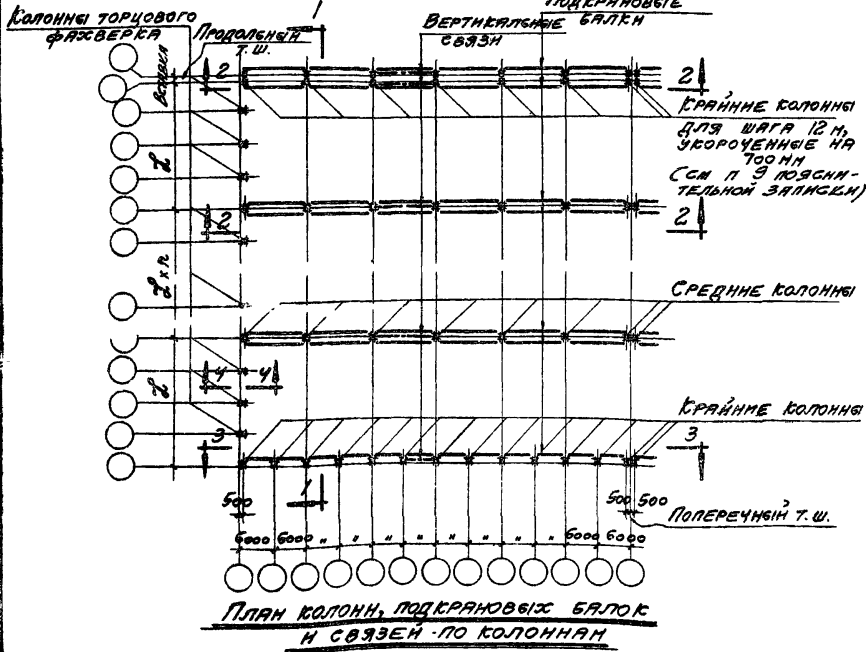 Колонны торцового
фахверка
Продольный
т.ш.
1
Вертикальные
связи
Подкрановые
балки
Вставка
2
2
Крайние колонны
для шага 12 м,
укороченные на
700 мм
(см п 9 поясни-
тельной записки)
L
2
2
L×n
Средние колонны
4
4
L
Крайние колонны
3
3
500
1
500 500
Поперечный т.ш.
6000 6000 " " " " " " " " 6000 6000
План колонн, подкрановых балок
и связей по колоннам